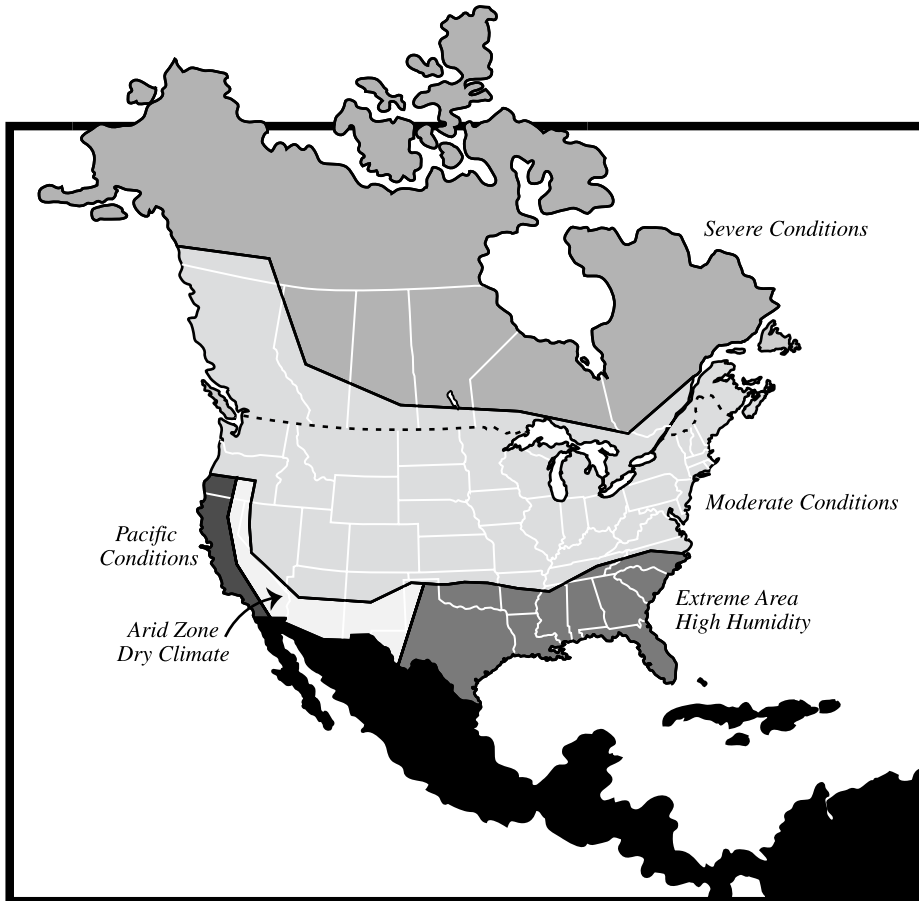 Severe Conditions
Moderate Conditions
Pacific
Conditions
Extreme Area
High Humidity
Arid Zone
Dry Climate